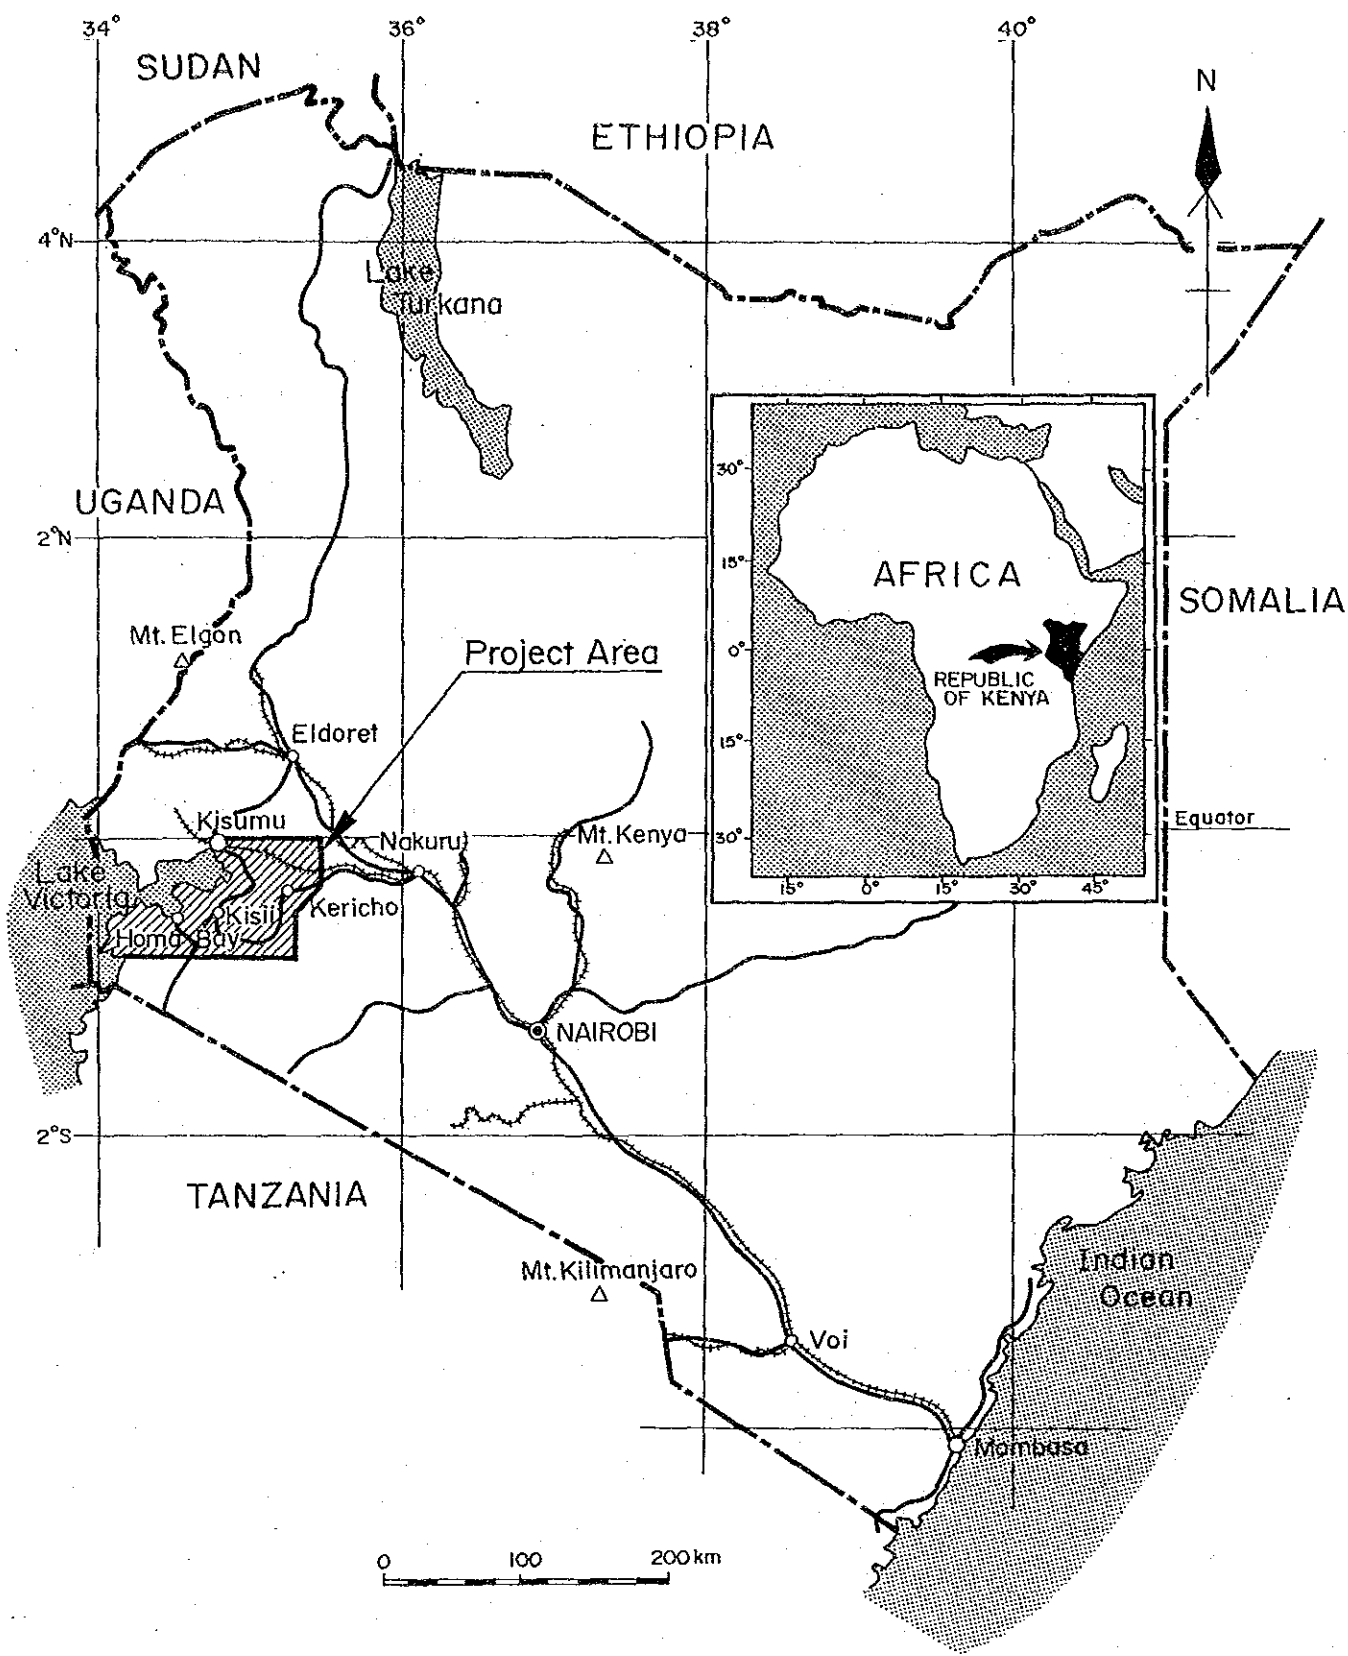 34° 36° 38° 40°
SUDAN
N
ETHIOPIA
4°N
Lake
Turkana
UGANDA
2°N
30°
15°
AFRICA
SOMALIA
Mt. Elgon
Project Area
0°
REPUBLIC
OF KENYA
15°
Eldoret
Kisumu
Nakuru
Mt. Kenya
Equator
30°
15° 0° 15° 30° 45°
Lake
Victoria
Kisii
Kericho
Homa Bay
NAIROBI
2°S
TANZANIA
Mt. Kilimanjaro
Indian
Ocean
Voi
Mombasa
0 100 200 km